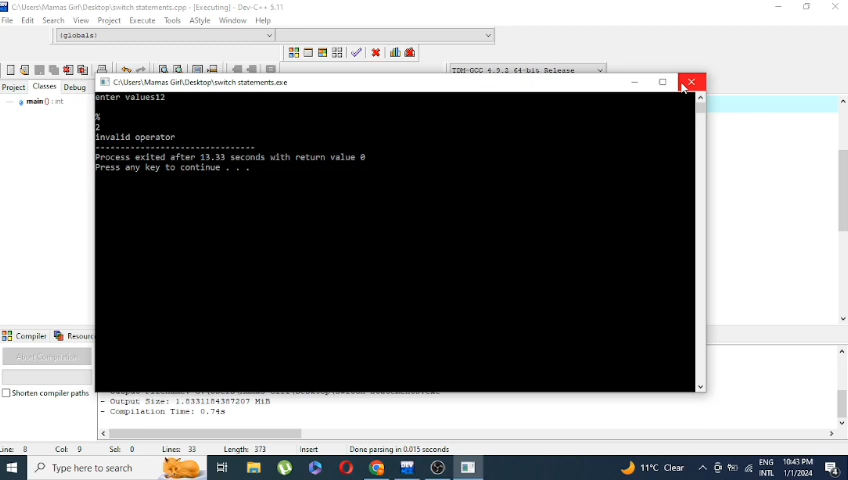 C:\Users\Mamas Girl\Desktop\switch statements.cpp - [Executing] - Dev-C++ 5.11
File Edit Search View Project Execute Tools AStyle Window Help
(globals)
TDM-GCC 4.9.2 64-bit Release
Project Classes Debug
main() : int
C:\Users\Mamas Girl\Desktop\switch statements.exe
enter values12
%
2
invalid operator
--------------------------------
Process exited after 13.33 seconds with return value 0
Press any key to continue . . .
Compiler Resourc
Abort Compilation
Shorten compiler paths
- Output Size: 1.8331184387207 MiB
- Compilation Time: 0.74s
Line: 8 Col: 9 Sel: 0 Lines: 33 Length: 373 Insert Done parsing in 0.015 seconds
Type here to search
11°C Clear
ENG
INTL
10:43 PM
1/1/2024
4